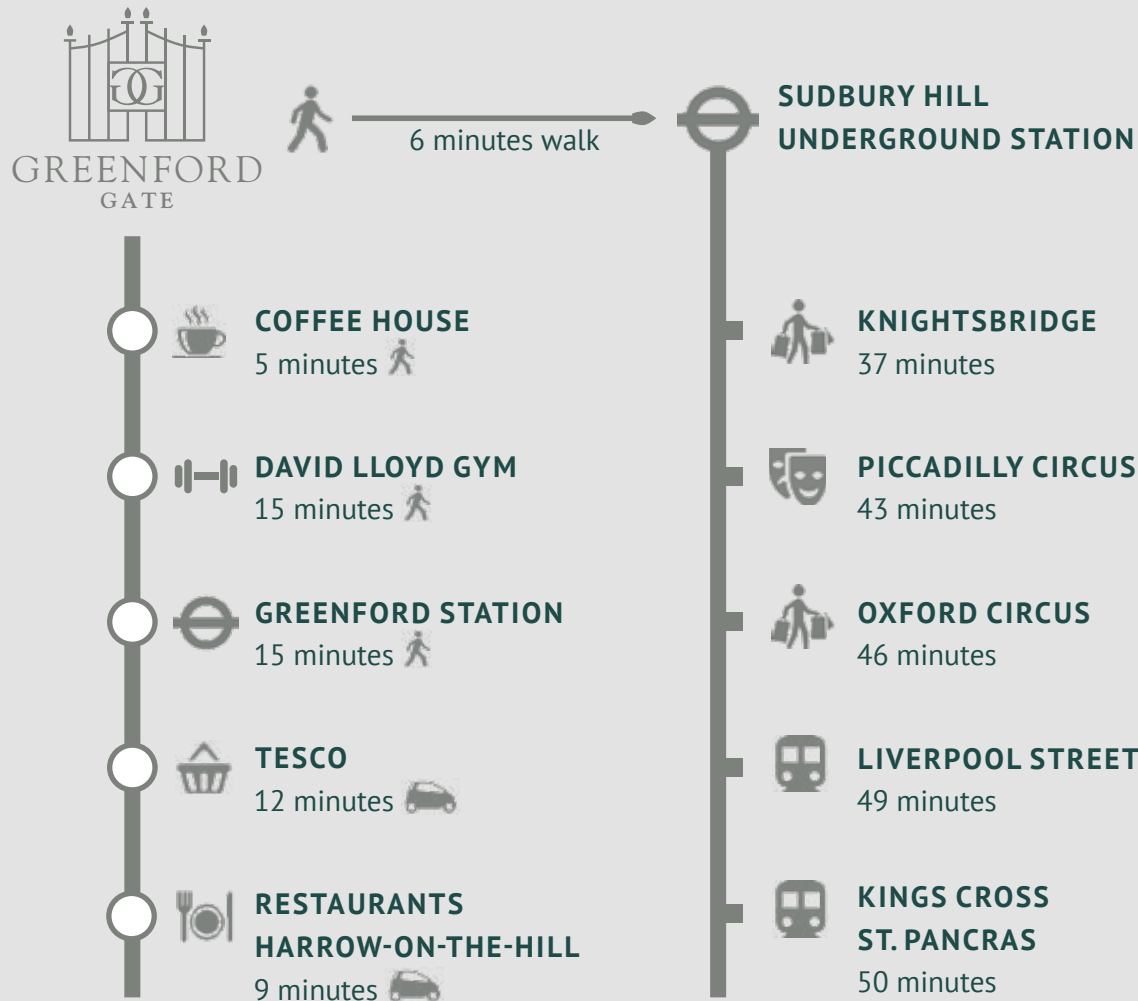 GG
GREENFORD
GATE
6 minutes walk
SUDBURY HILL
UNDERGROUND STATION
COFFEE HOUSE
5 minutes
DAVID LLOYD GYM
15 minutes
GREENFORD STATION
15 minutes
TESCO
12 minutes
RESTAURANTS
HARROW-ON-THE-HILL
9 minutes
KNIGHTSBRIDGE
37 minutes
PICCADILLY CIRCUS
43 minutes
OXFORD CIRCUS
46 minutes
LIVERPOOL STREET
49 minutes
KINGS CROSS
ST. PANCRAS
50 minutes